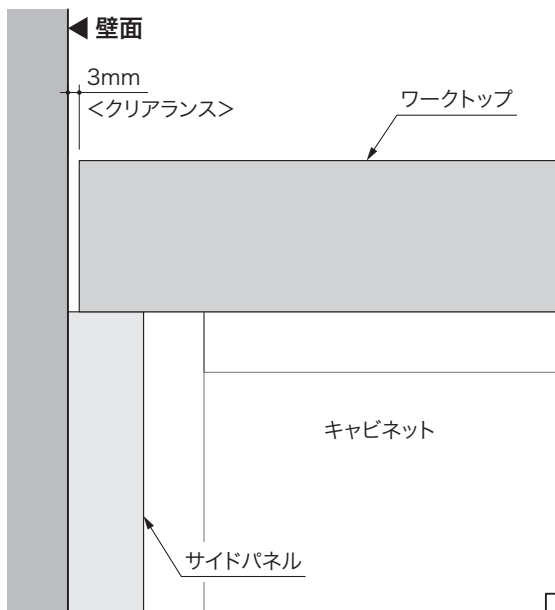 ◀ 壁面
3mm
＜クリアランス＞
ワークトップ
キャビネット
サイドパネル